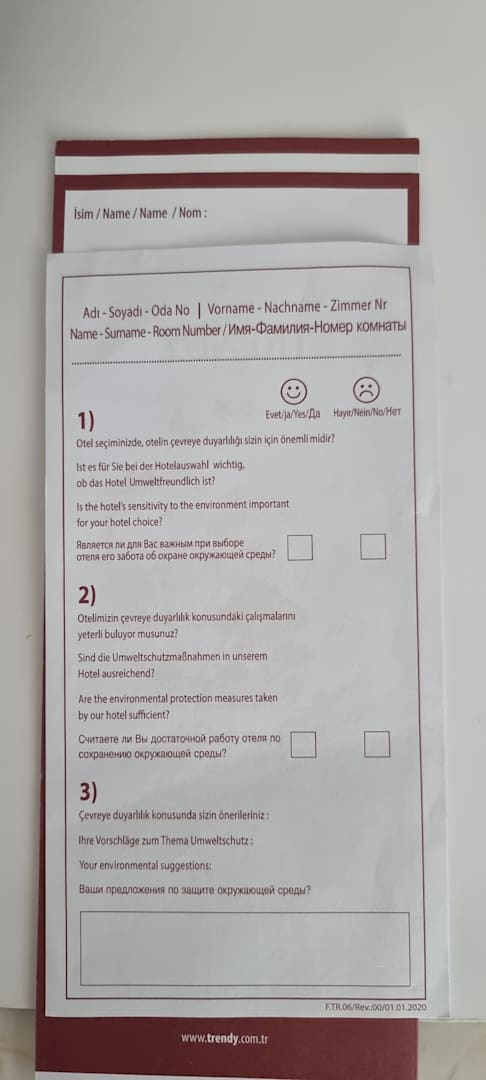 İsim / Name / Name / Nom :
Adı - Soyadı - Oda No | Vorname - Nachname - Zimmer Nr
Name - Surname - Room Number / Имя-Фамилия-Номер комнаты
Evet/ja/Yes/Да Hayır/Nein/No/Нет
1)
Otel seçiminizde, otelin çevreye duyarlılığı sizin için önemli midir?
Ist es für Sie bei der Hotelauswahl wichtig,
ob das Hotel Umweltfreundlich ist?
Is the hotel's sensitivity to the environment important
for your hotel choice?
Является ли для Вас важным при выборе
отеля его забота об охране окружающей среды?
2)
Otelimizin çevreye duyarlılık konusundaki çalışmalarını
yeterli buluyor musunuz?
Sind die Umweltschutzmaßnahmen in unserem
Hotel ausreichend?
Are the environmental protection measures taken
by our hotel sufficient?
Считаете ли Вы достаточной работу отеля по
сохранению окружающей среды?
3)
Çevreye duyarlılık konusunda sizin önerileriniz :
Ihre Vorschläge zum Thema Umweltschutz :
Your environmental suggestions:
Ваши предложения по защите окружающей среды?
F.TR.06/Rev.:00/01.01.2020
www.trendy.com.tr